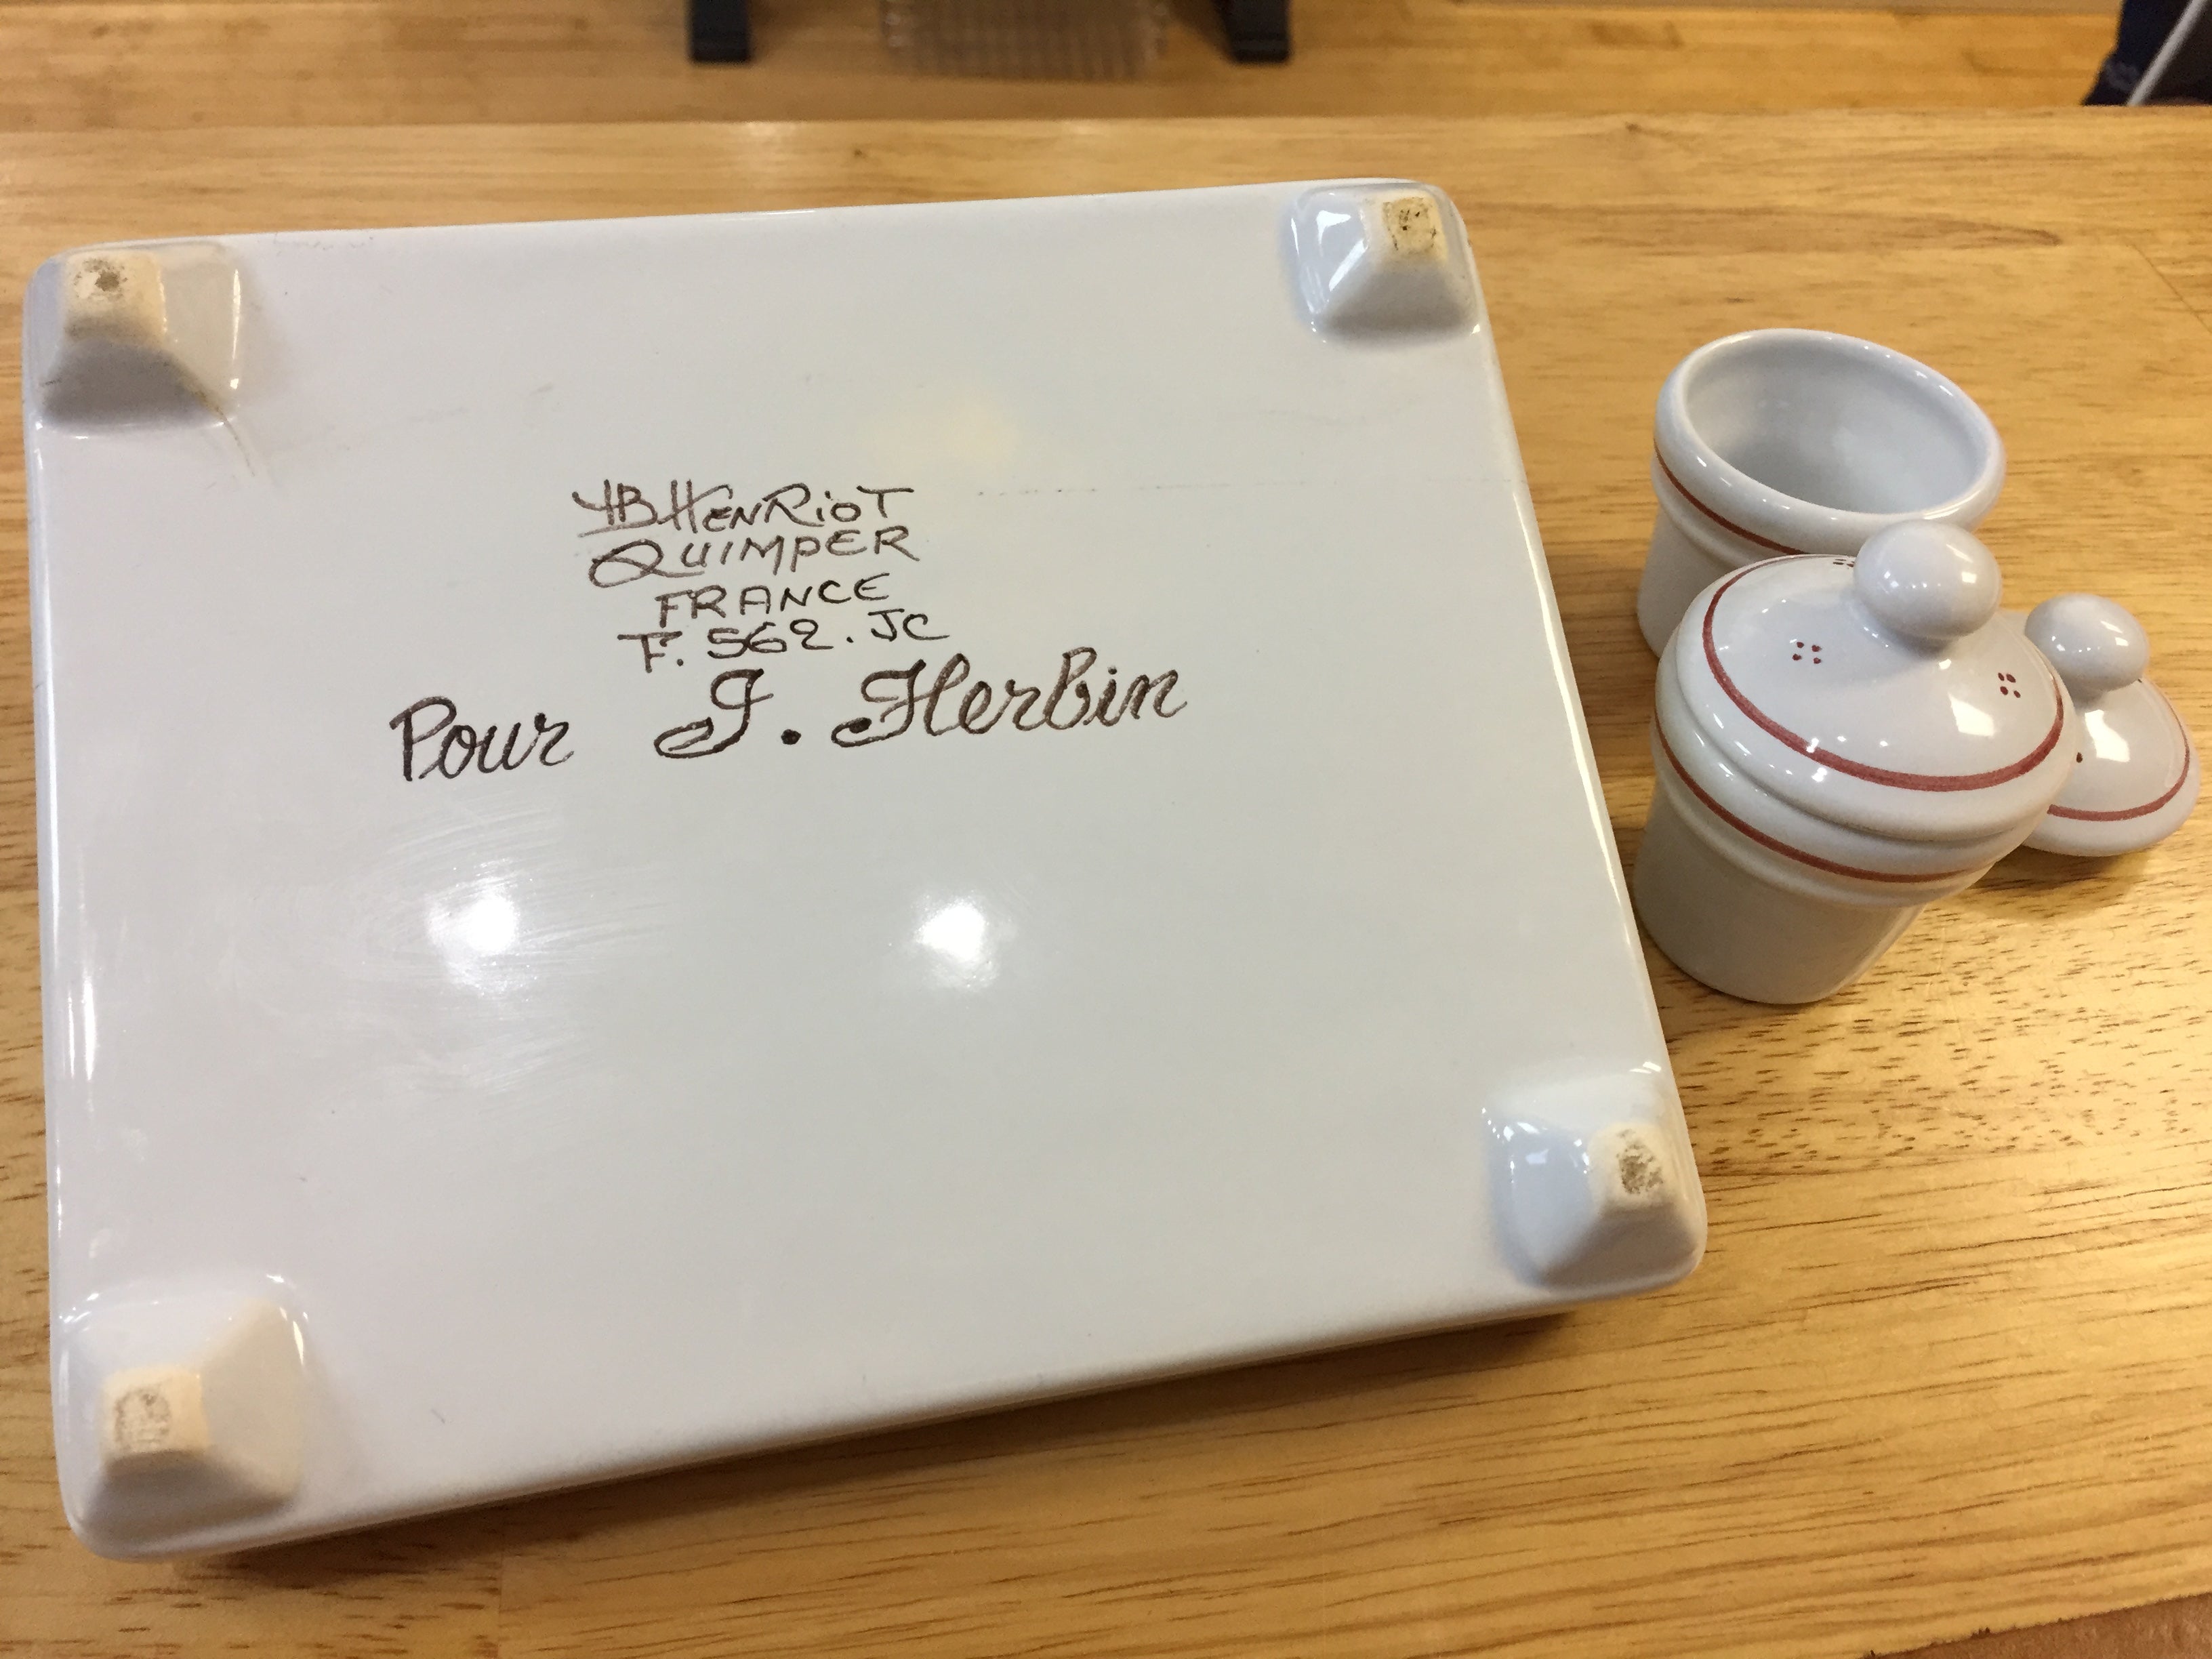 HB HENRIOT
QUIMPER
FRANCE
F. 562. JC
Pour J. Herbin